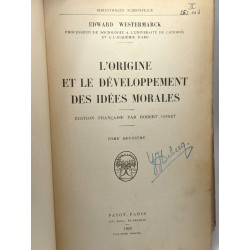 BIBLIOTHÈQUE SCIENTIFIQUE
EDWARD WESTERMARCK
PROFESSEUR DE SOCIOLOGIE A L'UNIVERSITÉ DE LONDRES
ET A L'ACADÉMIE D'ABO
L'ORIGINE
ET LE DÉVELOPPEMENT
DES IDÉES MORALES
ÉDITION FRANÇAISE PAR ROBERT GODET
TOME DEUXIÈME
PAYOT, PARIS